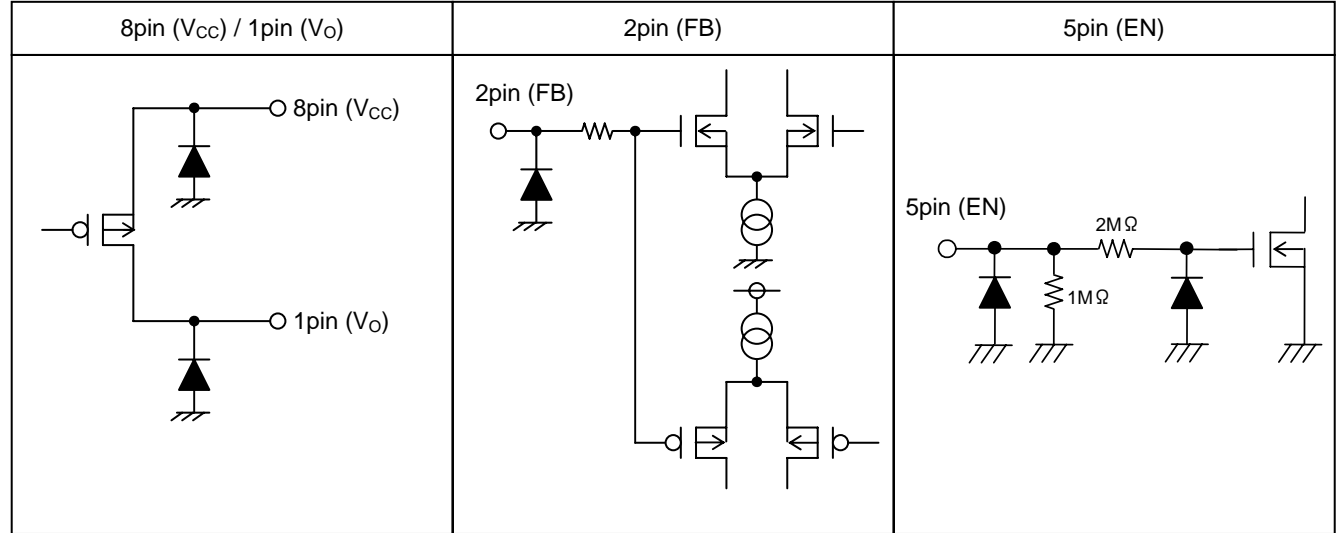 8pin (VCC) / 1pin (VO)
2pin (FB)
5pin (EN)
8pin (VCC)
1pin (VO)
2pin (FB)
5pin (EN)
2MΩ
1MΩ